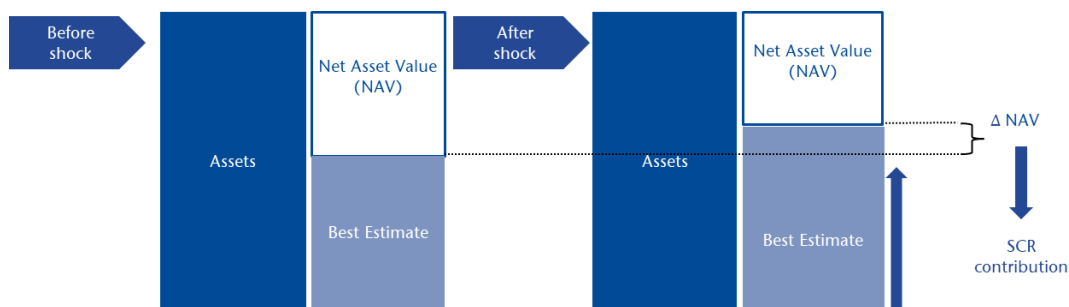 Before
shock
Assets
Net Asset Value
(NAV)
Best Estimate
After
shock
Assets
Net Asset Value
(NAV)
Best Estimate
Δ NAV
SCR
contribution